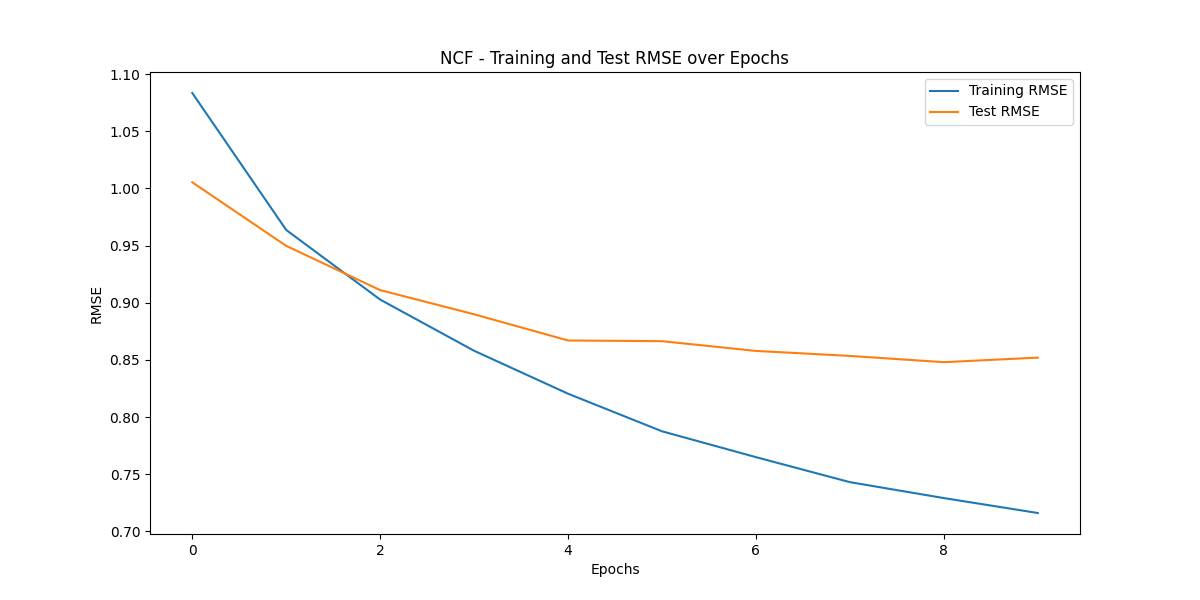 NCF - Training and Test RMSE over Epochs
Training RMSE
Test RMSE
1.10
1.05
1.00
0.95
0.90
0.85
0.80
0.75
0.70
RMSE
0 2 4 6 8
Epochs